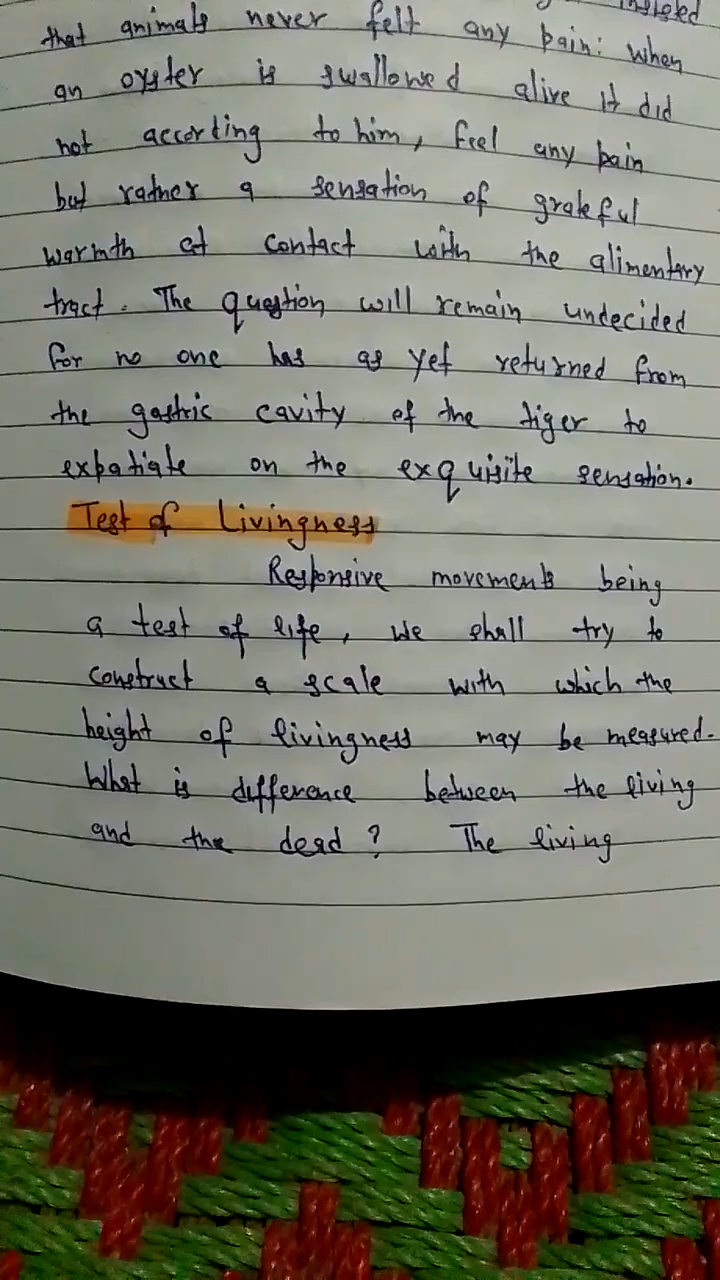 insisted
that animals never felt any pain: when
an oyster is swallowed alive it did
not according to him, feel any pain
but rather a sensation of grateful
warmth at contact with the alimentary
tract. The question will remain undecided
for no one has as yet returned from
the gastric cavity of the tiger to
expatiate on the exquisite sensation.
Test of Livingness
Responsive movements being
a test of life, we shall try to
construct a scale with which the
height of livingness may be measured.
What is difference between the living
and the dead? The living